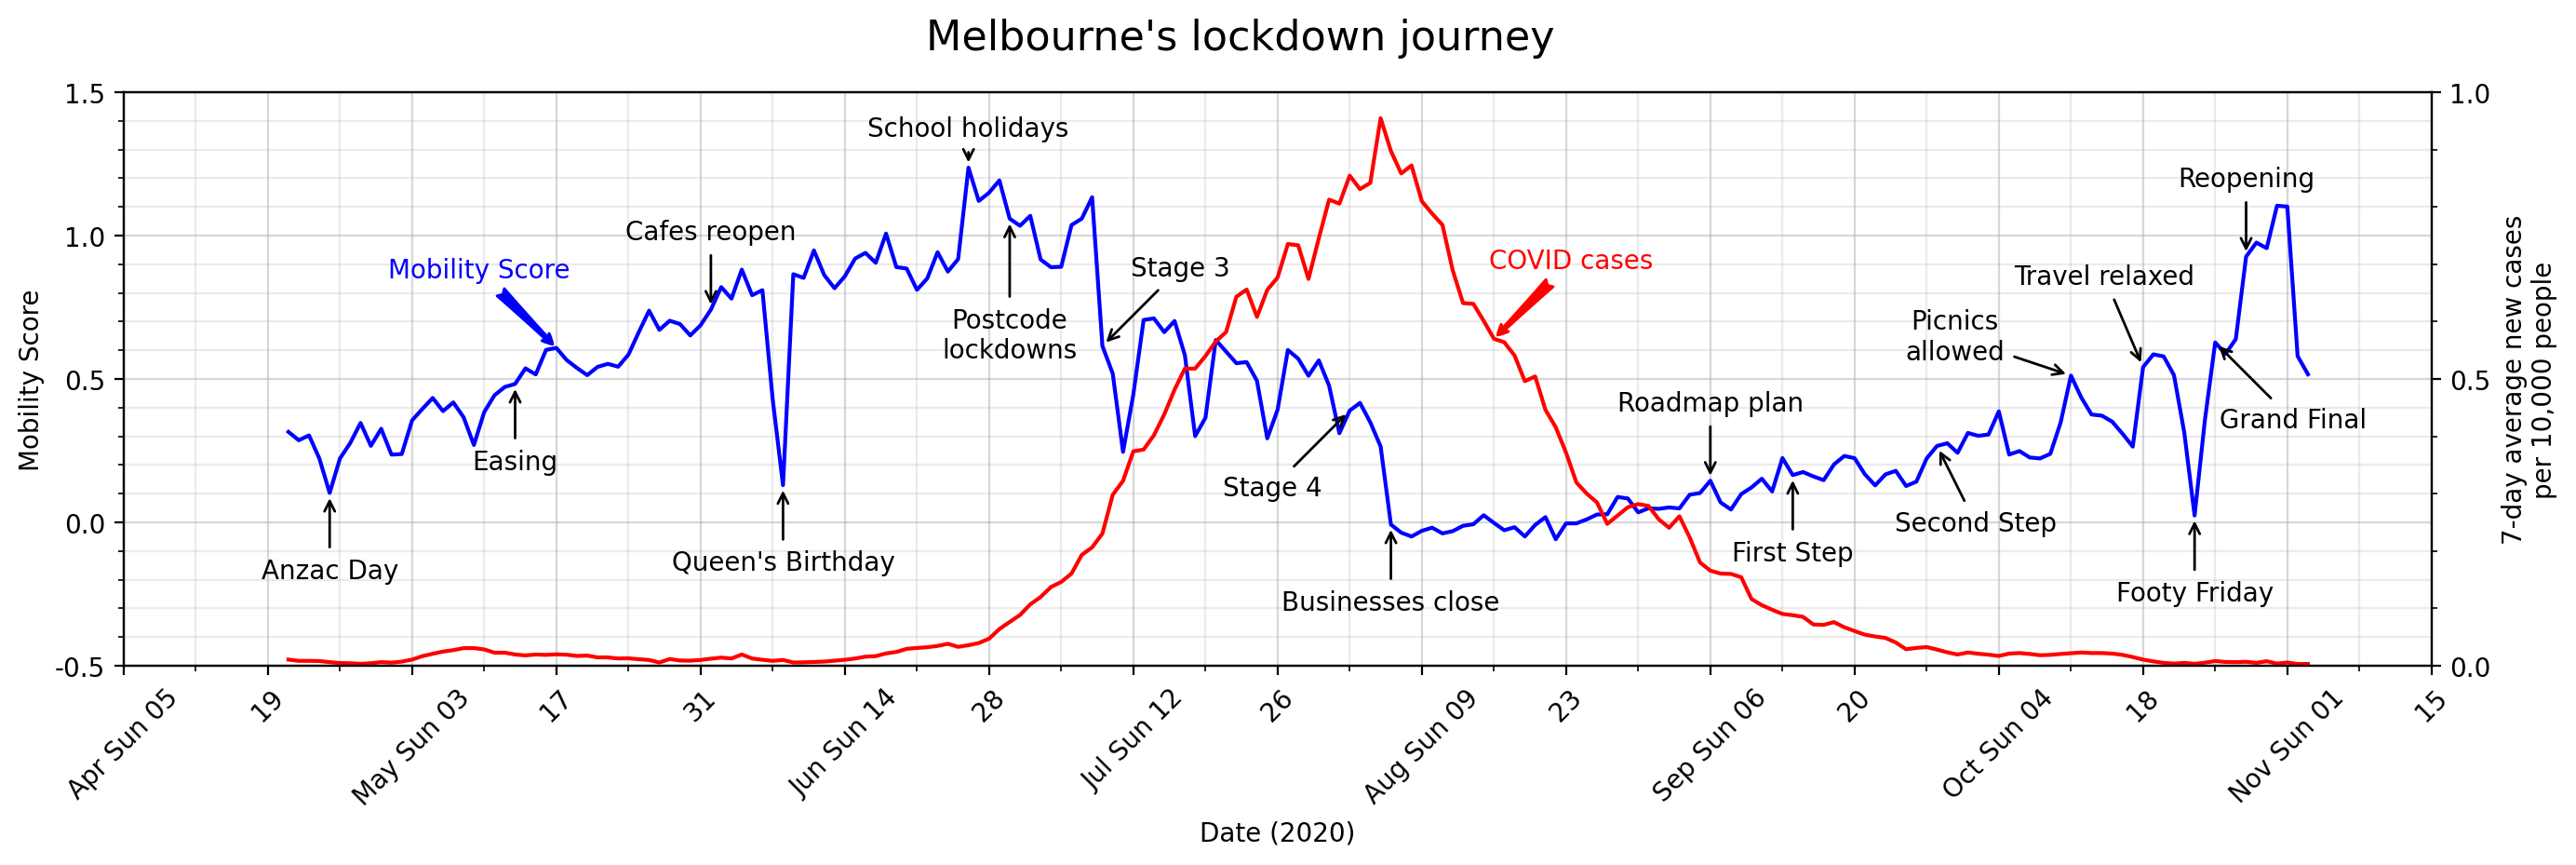 Melbourne's lockdown journey
1.5
1.0
0.5
0.0
-0.5
Mobility Score
1.0
0.5
0.0
7-day average new cases
per 10,000 people
School holidays
Cafes reopen
Mobility Score
Stage 3
Postcode
lockdowns
Easing
Anzac Day
Queen's Birthday
Stage 4
Businesses close
COVID cases
Roadmap plan
First Step
Second Step
Picnics
allowed
Travel relaxed
Reopening
Grand Final
Footy Friday
Apr Sun 05
19
May Sun 03
17
31
Jun Sun 14
28
Jul Sun 12
26
Aug Sun 09
23
Sep Sun 06
20
Oct Sun 04
18
Nov Sun 01
15
Date (2020)